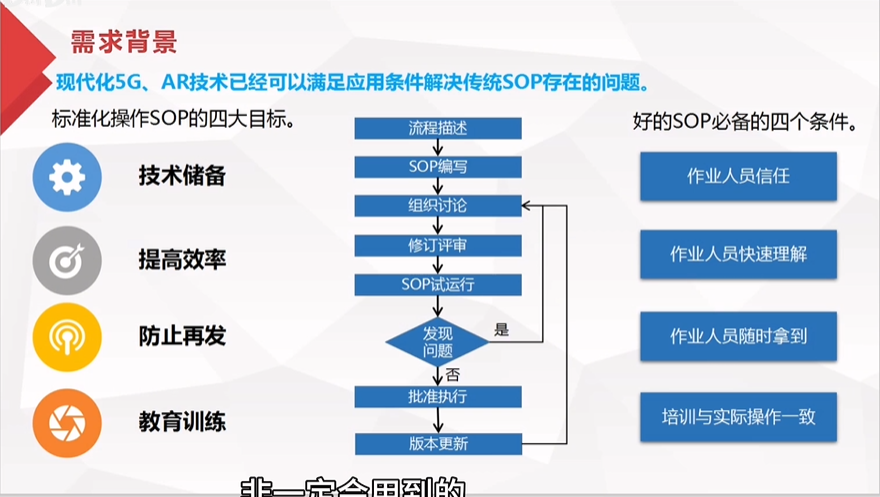 需求背景
现代化5G、AR技术已经可以满足应用条件解决传统SOP存在的问题。
标准化操作SOP的四大目标。
技术储备
提高效率
防止再发
教育训练
流程描述
SOP编写
组织讨论
修订评审
SOP试运行
发现
问题
是
否
批准执行
版本更新
好的SOP必备的四个条件。
作业人员信任
作业人员快速理解
作业人员随时拿到
培训与实际操作一致
非一定会用到的